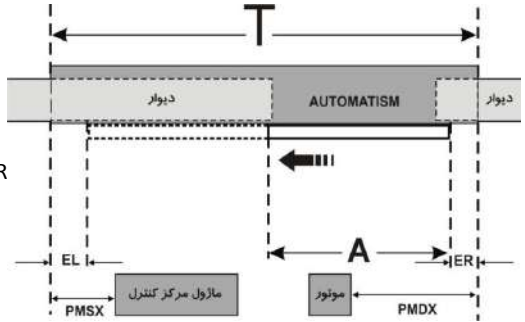 T
دیوار
AUTOMATISM
دیوار
R
A
EL
ER
ماژول مرکز کنترل
موتور
PMSX
PMDX